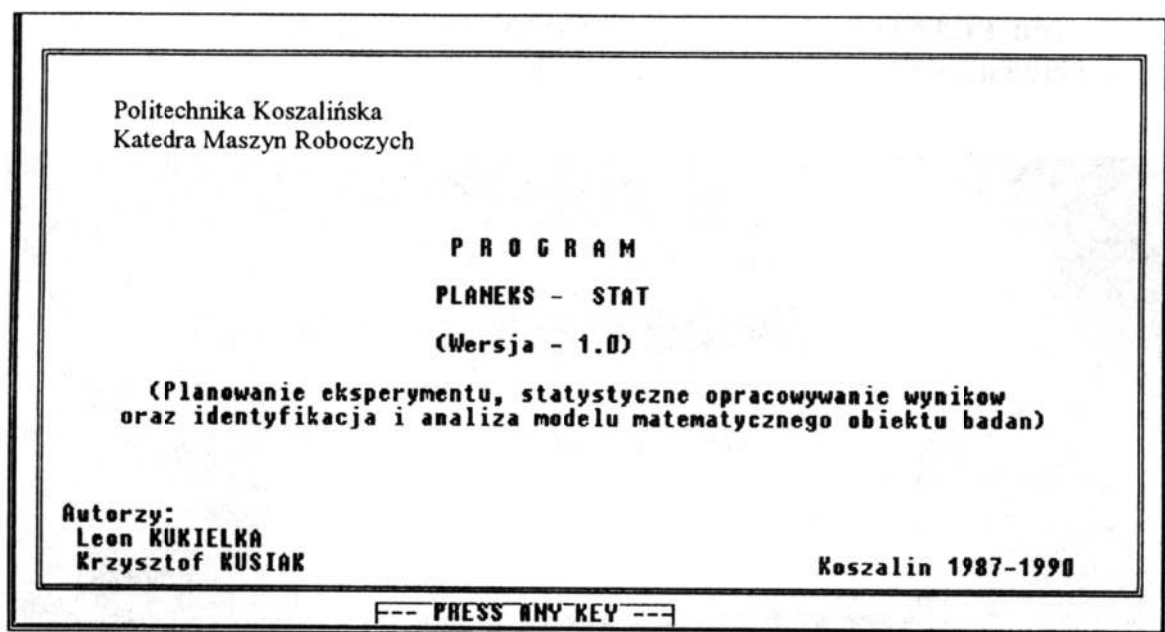 Politechnika Koszalińska
Katedra Maszyn Roboczych
P R O G R A M
PLANEKS - STAT
(Wersja - 1.0)
(Planowanie eksperymentu, statystyczne opracowywanie wynikow
oraz identyfikacja i analiza modelu matematycznego obiektu badan)
Autorzy:
Leon KUKIELKA
Krzysztof KUSIAK
Koszalin 1987-1990
--- PRESS ANY KEY ---